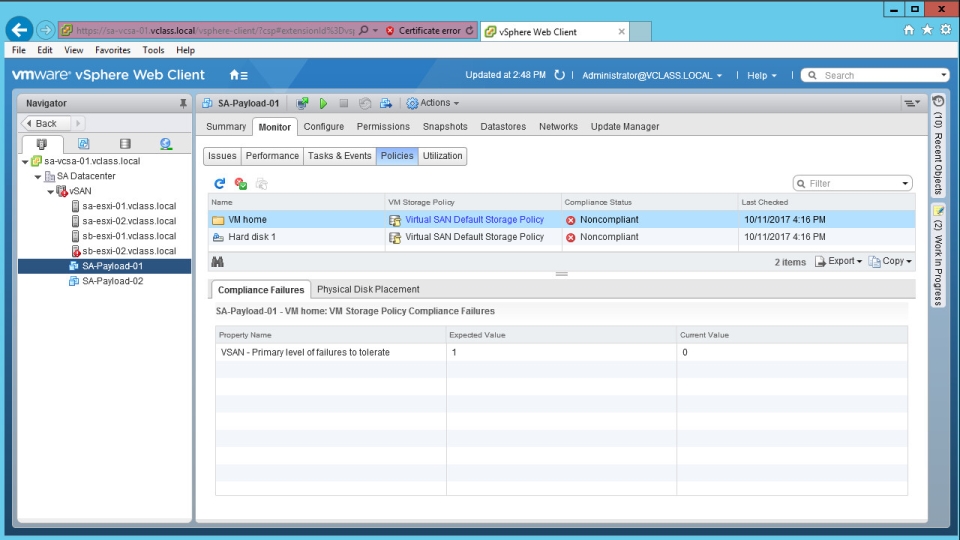 https://sa-vcsa-01.vclass.local/vsphere-client/?csp#extensionId%3Dvs
Certificate error
vSphere Web Client
File Edit View Favorites Tools Help
vmware® vSphere Web Client
Updated at 2:48 PM
Administrator@VCLASS.LOCAL
Help
Search
Navigator
Back
sa-vcsa-01.vclass.local
SA Datacenter
vSAN
sa-esxi-01.vclass.local
sa-esxi-02.vclass.local
sb-esxi-01.vclass.local
sb-esxi-02.vclass.local
SA-Payload-01
SA-Payload-02
SA-Payload-01
Actions
Summary Monitor Configure Permissions Snapshots Datastores Networks Update Manager
Issues Performance Tasks & Events Policies Utilization
Filter
Name VM Storage Policy Compliance Status Last Checked
VM home Virtual SAN Default Storage Policy Noncompliant 10/11/2017 4:16 PM
Hard disk 1 Virtual SAN Default Storage Policy Noncompliant 10/11/2017 4:16 PM
2 items Export Copy
Compliance Failures Physical Disk Placement
SA-Payload-01 - VM home: VM Storage Policy Compliance Failures
Property Name Expected Value Current Value
VSAN - Primary level of failures to tolerate 1 0
(10) Recent Objects
(2) Work In Progress